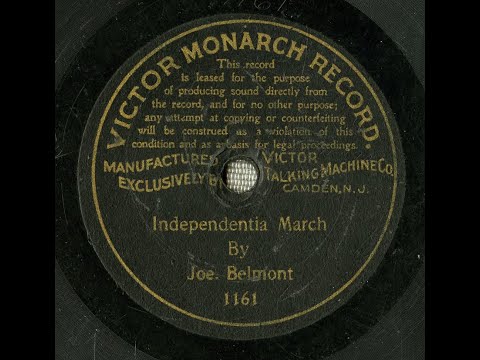 VICTOR MONARCH RECORD.
This record
is leased for the purpose
of producing sound directly from
the record, and for no other purpose;
any attempt at copying or counterfeiting
will be construed as a violation of this
condition and as a basis for legal proceedings.
MANUFACTURED VICTOR
EXCLUSIVELY BY TALKING MACHINE Co.
CAMDEN, N.J.
Independentia March
By
Joe. Belmont
1161